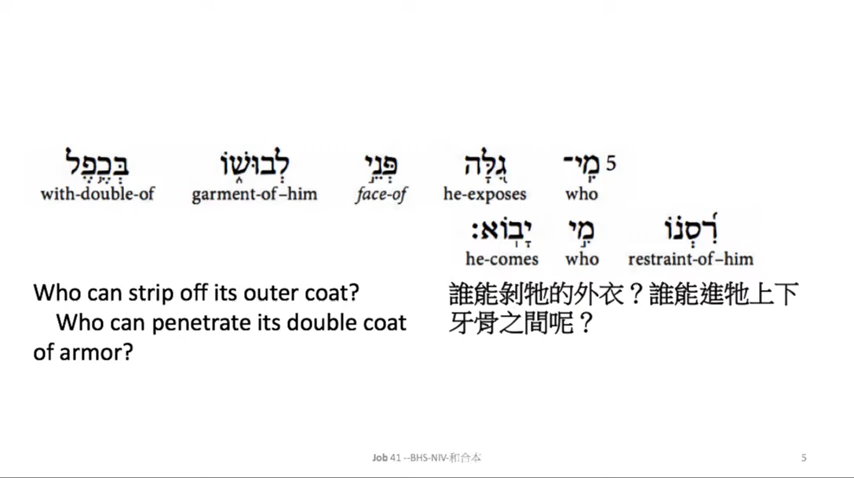 5 מִֽי־ גִ֭לָּה פְּנֵ֣י לְבוּשׁ֑וֹ בְּכֶ֥פֶל
who he-exposes face-of garment-of–him with-double-of
רִ֝סְנ֗וֹ מִ֣י יָבֽוֹא׃
restraint-of–him who he-comes
Who can strip off its outer coat?
Who can penetrate its double coat
of armor?
誰能剝牠的外衣？誰能進牠上下
牙骨之間呢？
Job 41 --BHS-NIV-和合本
5